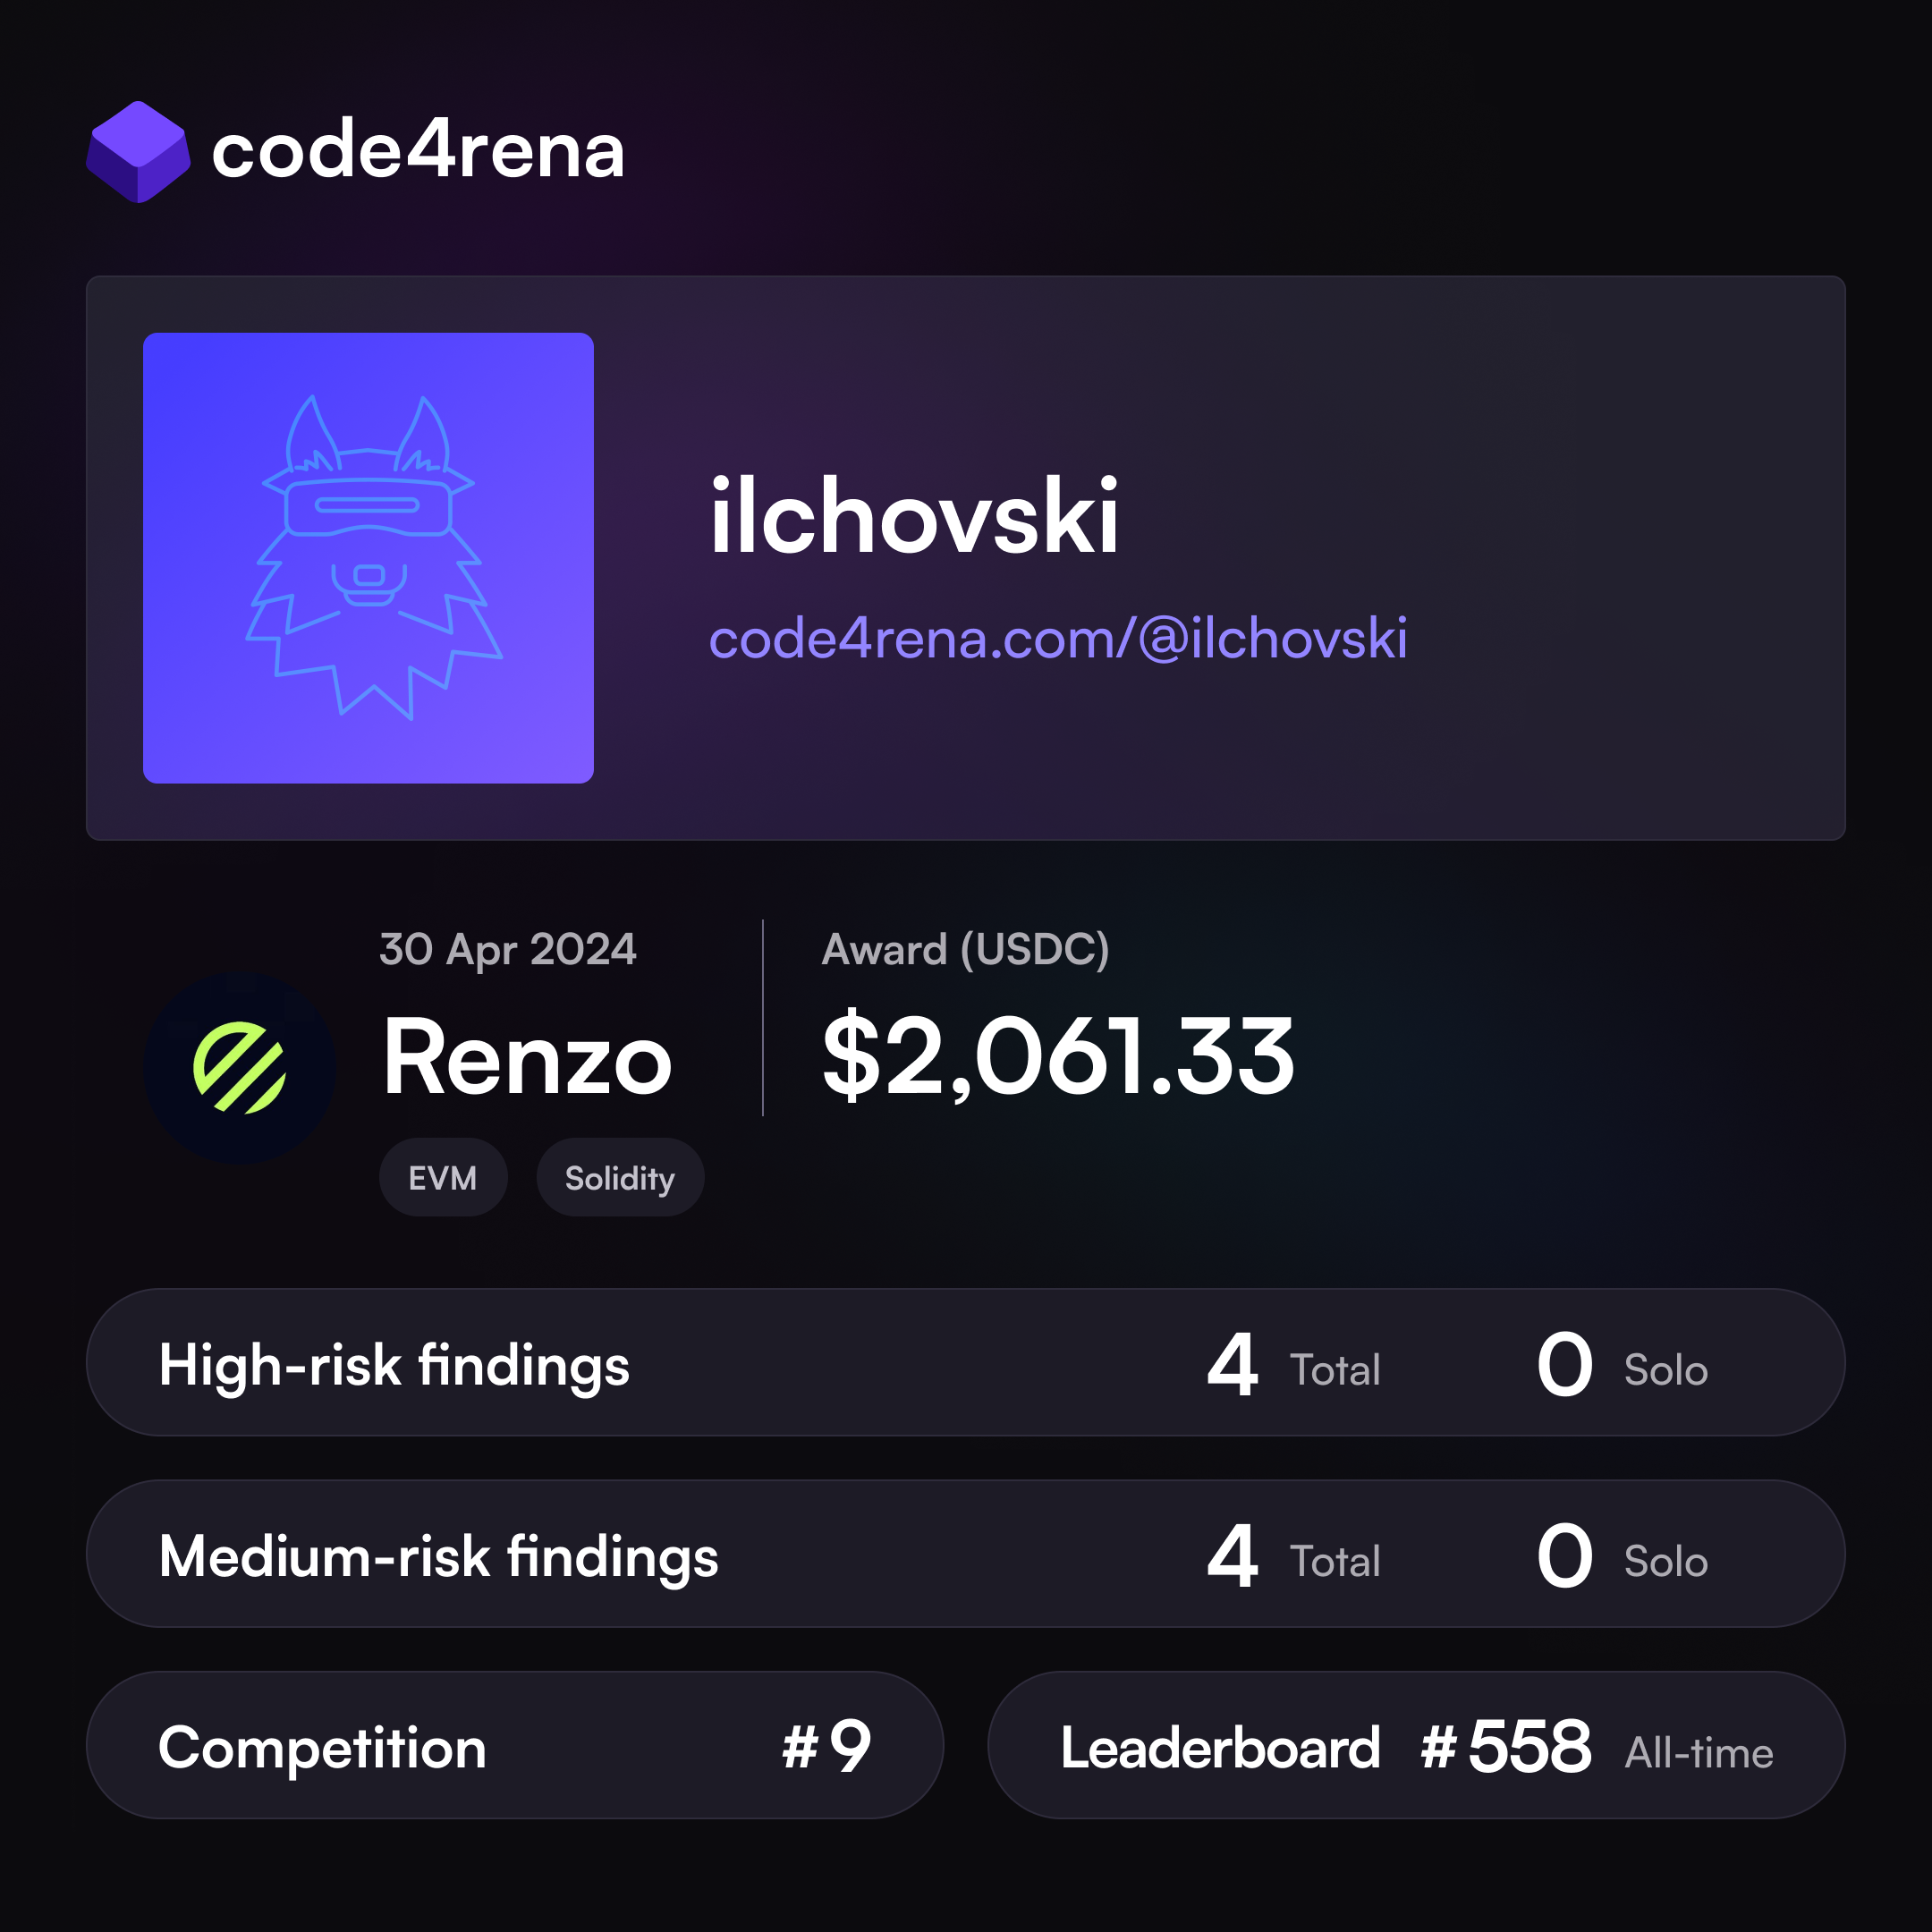 code4rena
ilchovski
code4rena.com/@ilchovski
30 Apr 2024
Renzo
EVM Solidity
Award (USDC)
$2,061.33
High-risk findings 4 Total 0 Solo
Medium-risk findings 4 Total 0 Solo
Competition #9
Leaderboard #558 All-time